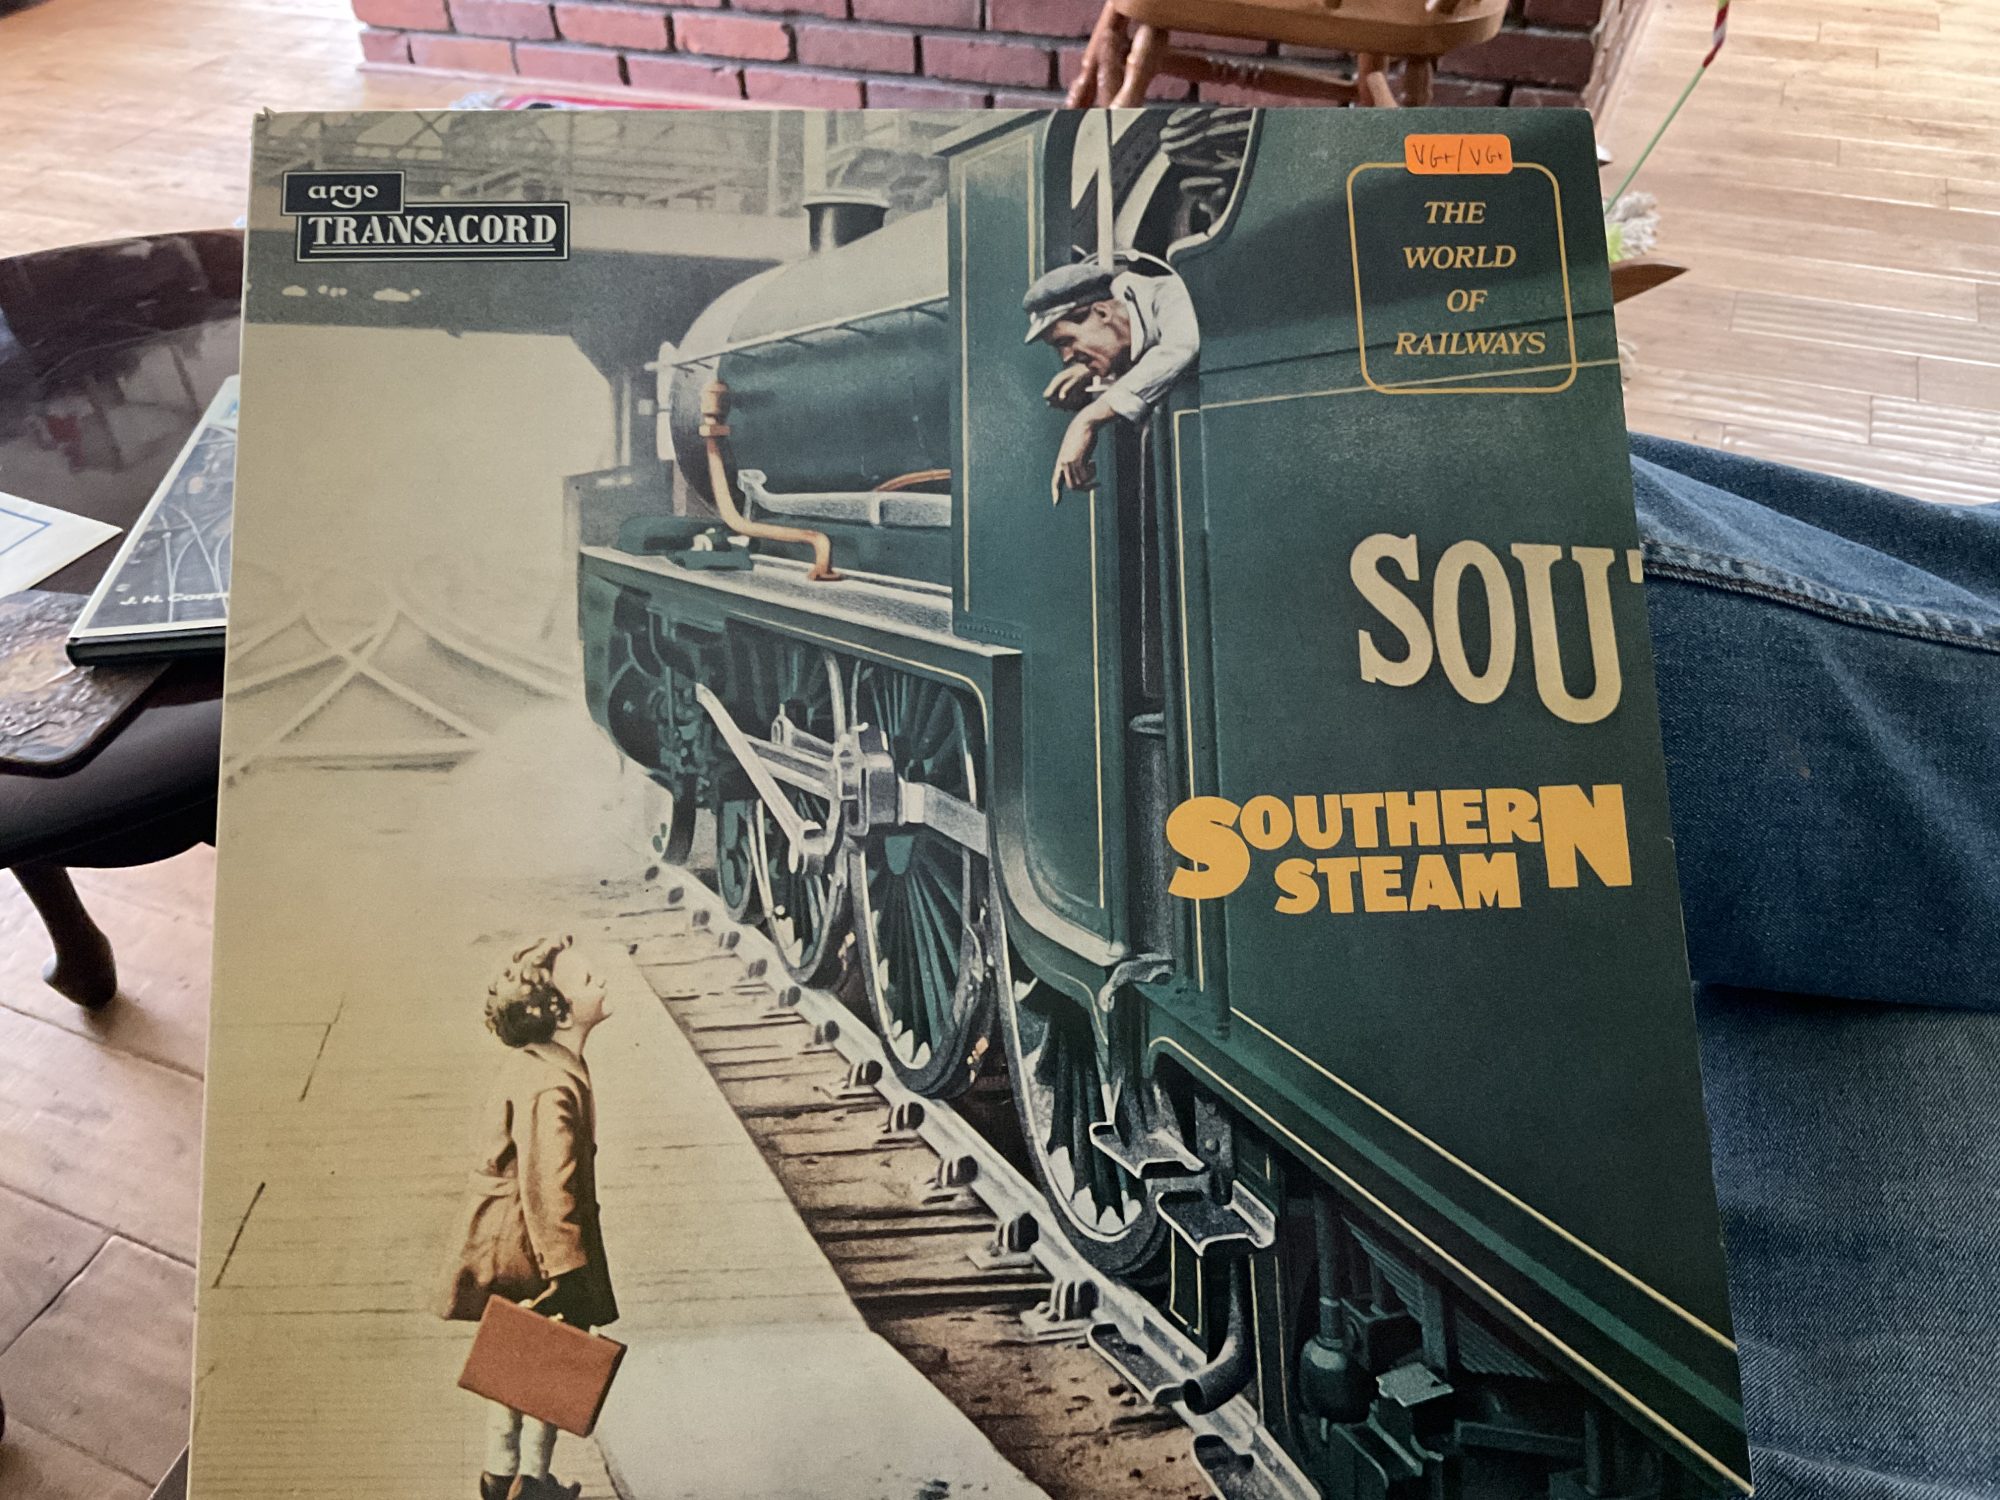 argo
TRANSACORD
VG+/VG+
THE
WORLD
OF
RAILWAYS
SOU
SOUTHERN
STEAM